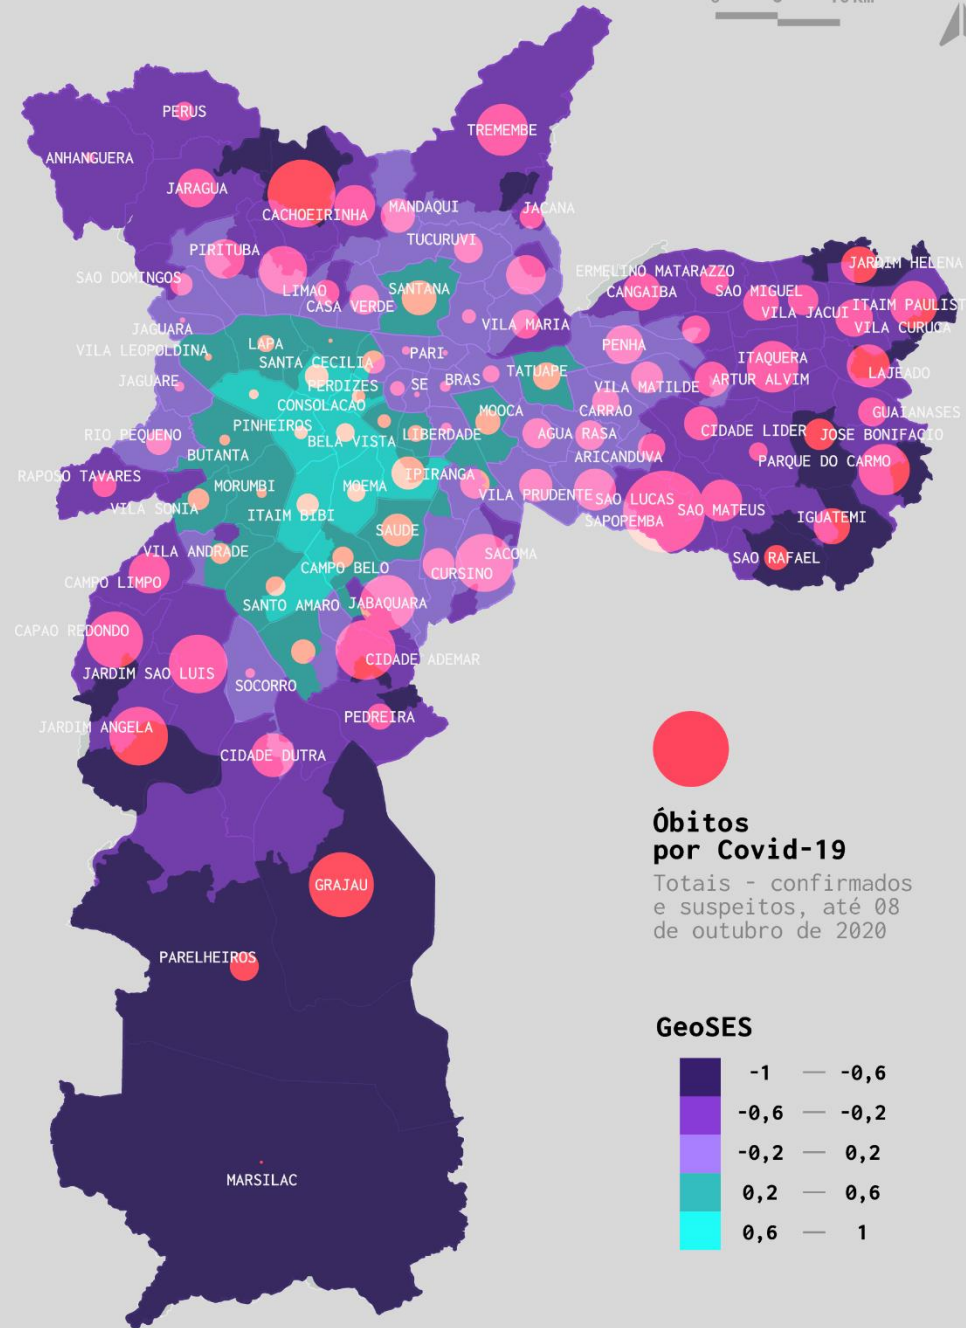 PERUS
TREMEMBE
ANHANGUERA
JARAGUA
CACHOEIRINHA
MANDAQUI
JAÇANA
TUCURUVI
PIRITUBA
JARDIM HELENA
ERMELINO MATARAZZO
SAO DOMINGOS
LIMAO
SANTANA
CANGAIBA
SAO MIGUEL
ITAIM PAULIST
CASA VERDE
VILA JACUI
VILA MARIA
VILA CURUCA
JAGUARA
LAPA
PENHA
VILA LEOPOLDINA
SANTA CECILIA
PARI
ITAQUERA
TATUAPE
LAJEADO
JAGUARE
PERDIZES
SE
BRAS
VILA MATILDE
ARTUR ALVIM
CONSOLACAO
MOOCA
CARRAO
GUAIANASES
PINHEIROS
CIDADE LIDER
RIO PEQUENO
BELA VISTA
LIBERDADE
AGUA RASA
JOSE BONIFACIO
BUTANTA
ARICANDUVA
PARQUE DO CARMO
RAPOSO TAVARES
IPIRANGA
MORUMBI
MOEMA
VILA PRUDENTE
SAO LUCAS
VILA SONIA
ITAIM BIBI
SAPOPEMBA
SAO MATEUS
IGUATEMI
SAUDE
VILA ANDRADE
SACOMA
SAO RAFAEL
CAMPO LIMPO
CAMPO BELO
CURSINO
SANTO AMARO
JABAQUARA
CAPAO REDONDO
CIDADE ADEMAR
JARDIM SAO LUIS
SOCORRO
JARDIM ANGELA
PEDREIRA
CIDADE DUTRA
GRAJAU
PARELHEIROS
MARSILAC
Óbitos
por Covid-19
Totais - confirmados
e suspeitos, até 08
de outubro de 2020
GeoSES
-1 — -0,6
-0,6 — -0,2
-0,2 — 0,2
0,2 — 0,6
0,6 — 1